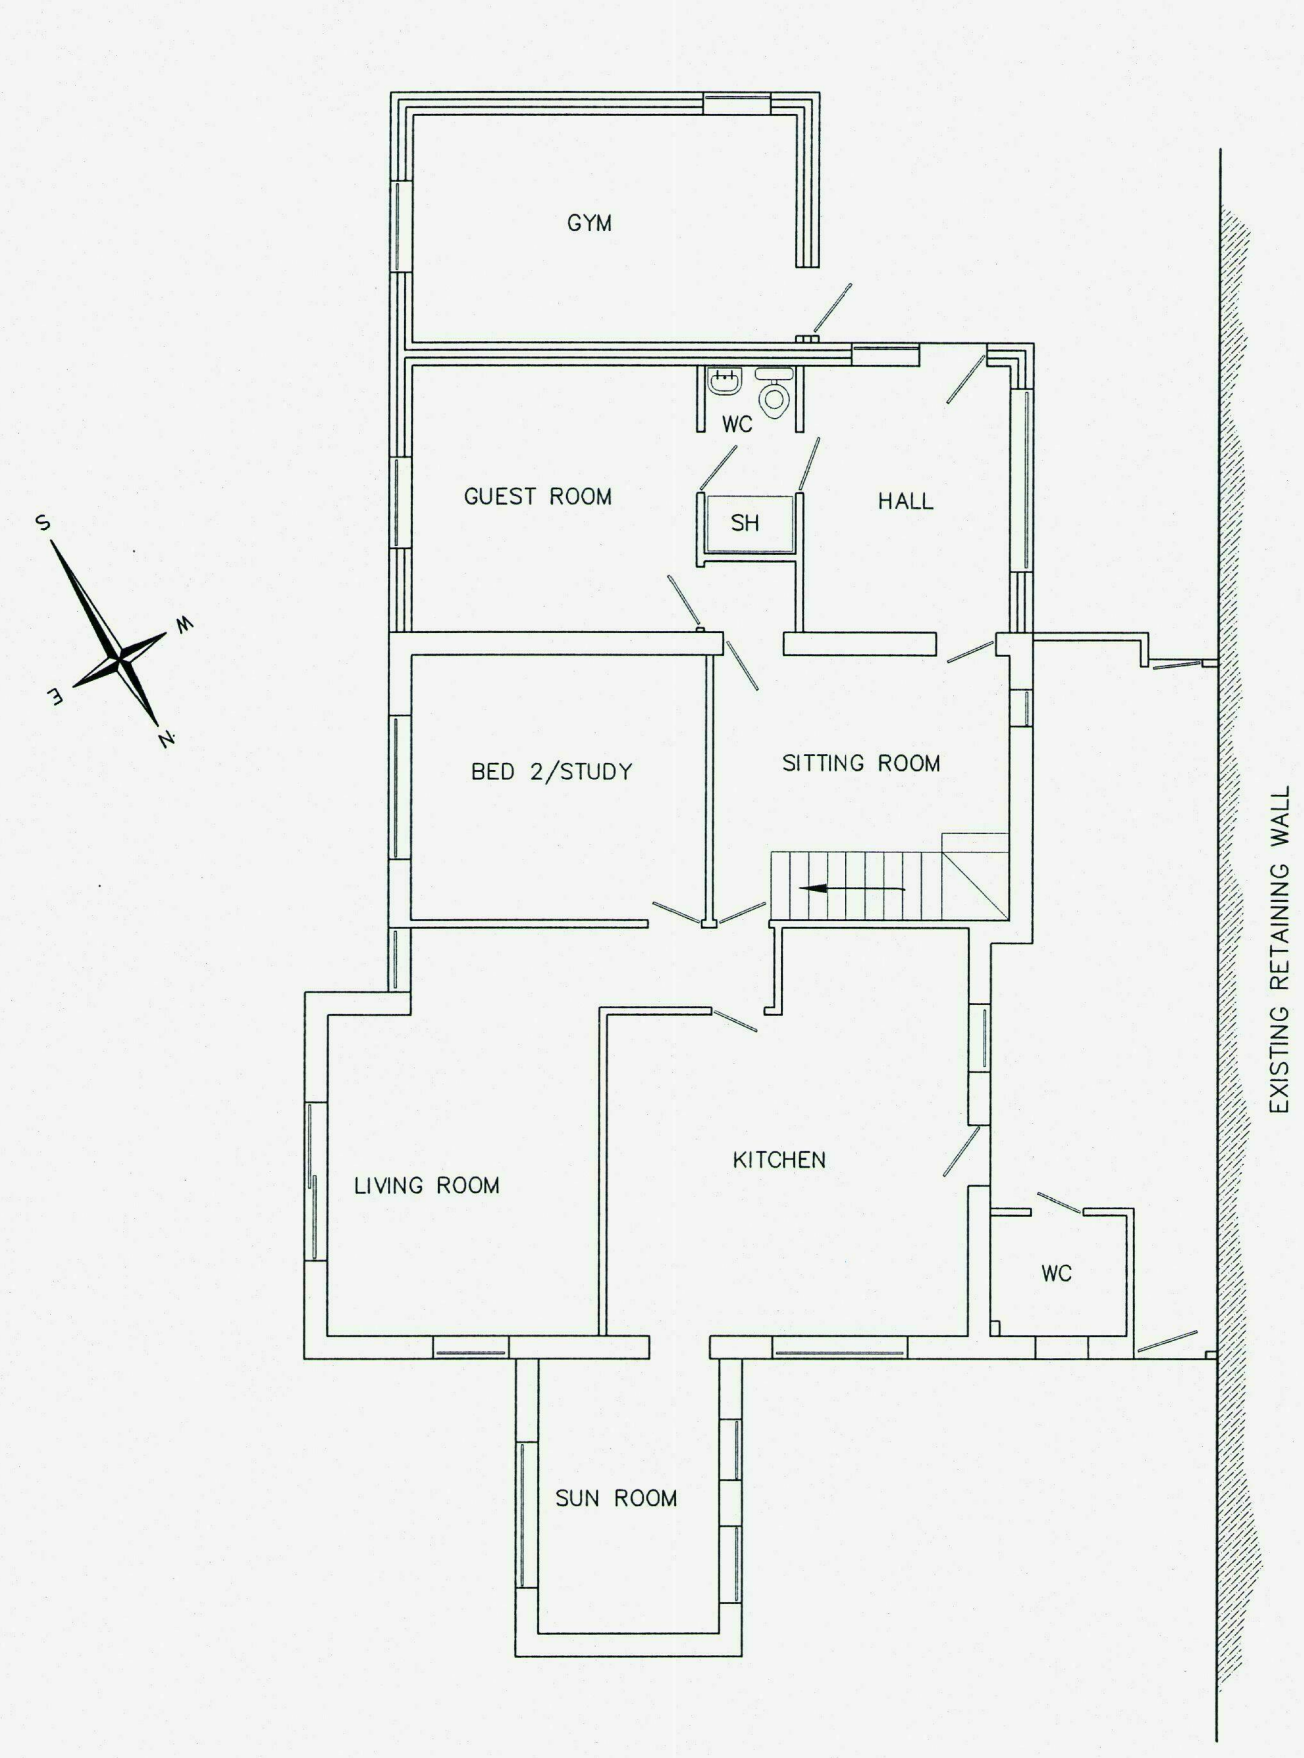 GYM
WC
GUEST ROOM
SH
HALL
S
W
E
N
BED 2/STUDY
SITTING ROOM
EXISTING RETAINING WALL
KITCHEN
LIVING ROOM
WC
SUN ROOM